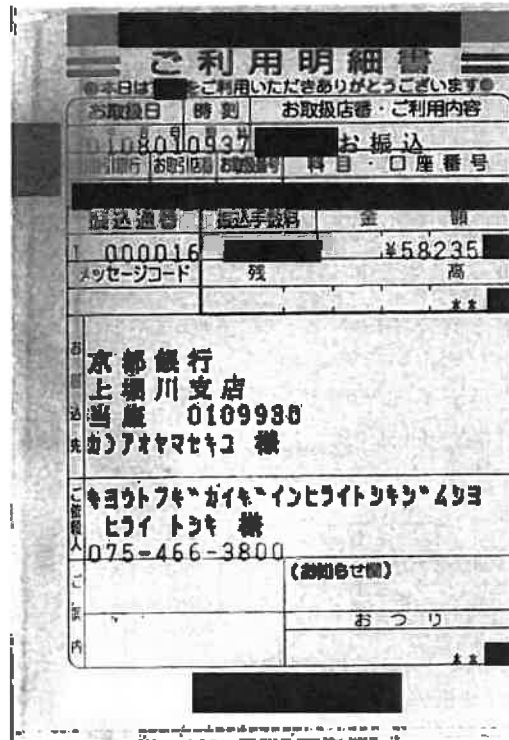 ご利用明細書
●本日は をご利用いただきありがとうございます●
お取扱日 時刻 お取扱店番・ご利用内容
010801 0937 お振込
お取引店番 お取扱番号 科目・口座番号
振込通番 振込手数料 金額
000016 ¥58235
メッセージコード 残高
**
お振込先
京都銀行
上堀川支店
当座 0109980
カ)アオヤマセキユ 様
ご依頼人
キヨウトフギカイギインヒライトシキジムシヨ
ヒライ トシキ 様
075-466-3800
ご案内
(お知らせ欄)
おつり
**